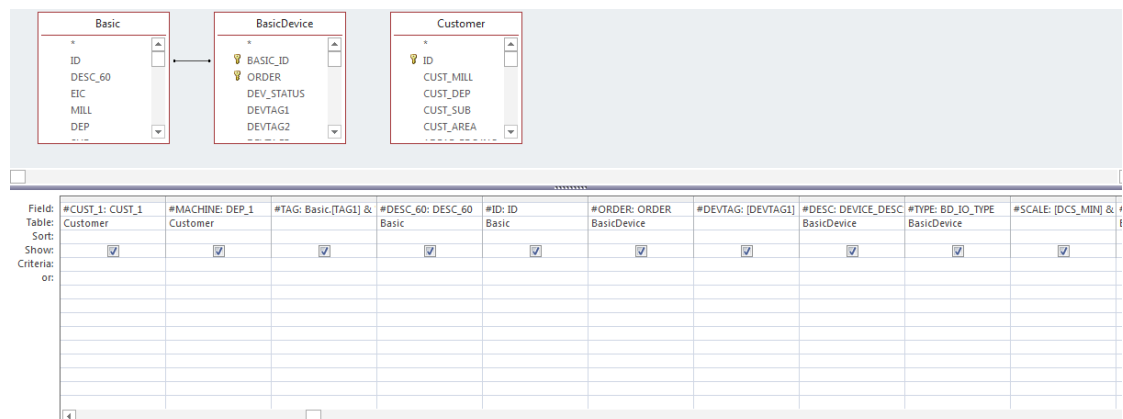 Basic
*
ID
DESC_60
EIC
MILL
DEP
BasicDevice
*
BASIC_ID
ORDER
DEV_STATUS
DEVTAG1
DEVTAG2
Customer
*
ID
CUST_MILL
CUST_DEP
CUST_SUB
CUST_AREA
Field: #CUST_1: CUST_1 #MACHINE: DEP_1 #TAG: Basic.[TAG1] & #DESC_60: DESC_60 #ID: ID #ORDER: ORDER #DEVTAG: [DEVTAG1] #DESC: DEVICE_DESC #TYPE: BD_IO_TYPE #SCALE: [DCS_MIN] & #
Table: Customer Customer Basic Basic BasicDevice BasicDevice BasicDevice
Sort:
Show:
Criteria:
or: